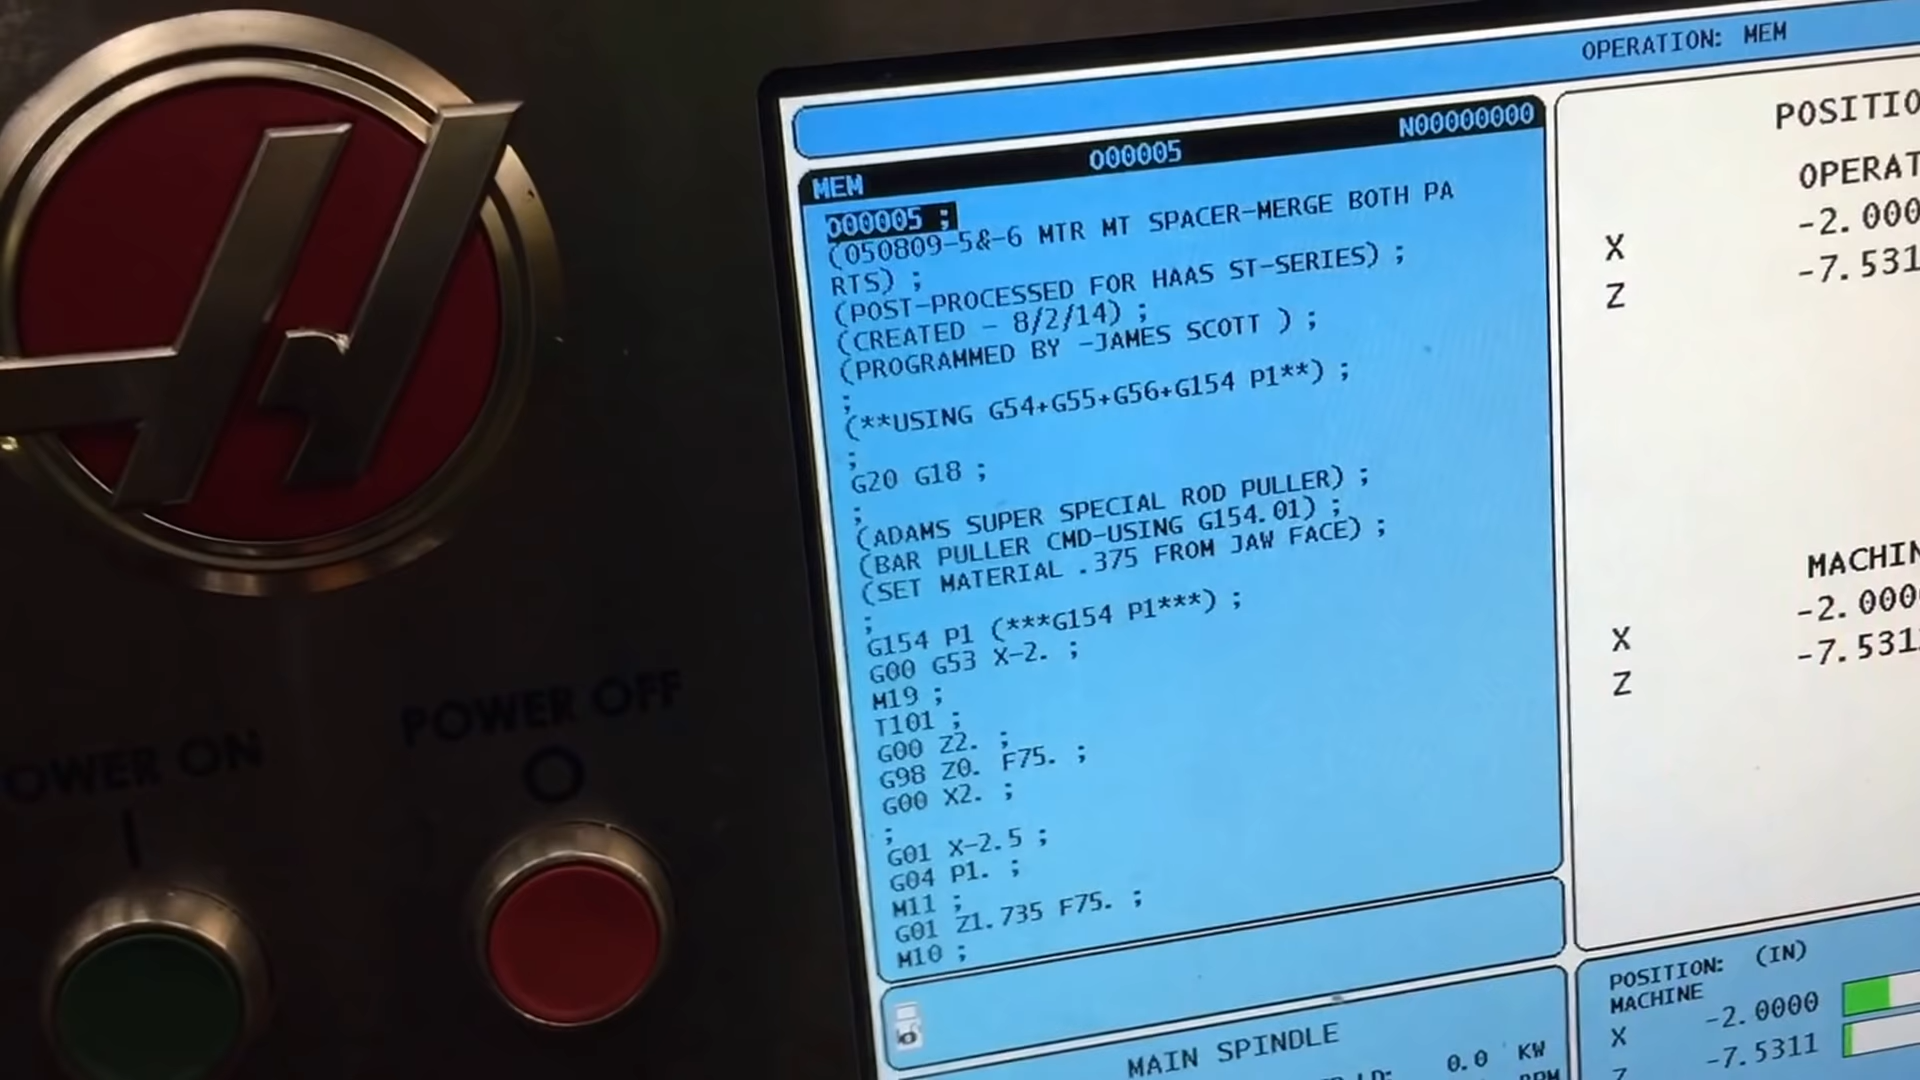 OPERATION: MEM
N00000000
O00005
MEM
O00005 ;
(050809-5&-6 MTR MT SPACER-MERGE BOTH PA
RTS) ;
(POST-PROCESSED FOR HAAS ST-SERIES) ;
(CREATED - 8/2/14) ;
(PROGRAMMED BY -JAMES SCOTT ) ;
;
(**USING G54+G55+G56+G154 P1**) ;
;
G20 G18 ;
;
(ADAMS SUPER SPECIAL ROD PULLER) ;
(BAR PULLER CMD-USING G154.01) ;
(SET MATERIAL .375 FROM JAW FACE) ;
;
G154 P1 (***G154 P1***) ;
G00 G53 X-2. ;
M19 ;
T101 ;
G00 Z2. ;
G98 Z0. F75. ;
G00 X2. ;
;
G01 X-2.5 ;
G04 P1. ;
M11 ;
G01 Z1.735 F75. ;
M10 ;
POSITIO
OPERAT
X -2.000
Z -7.531
MACHIN
X -2.000
Z -7.531
POSITION: (IN)
MACHINE
X -2.0000
Z -7.5311
MAIN SPINDLE
0.0 KW
RPM
POWER OFF
OWER ON